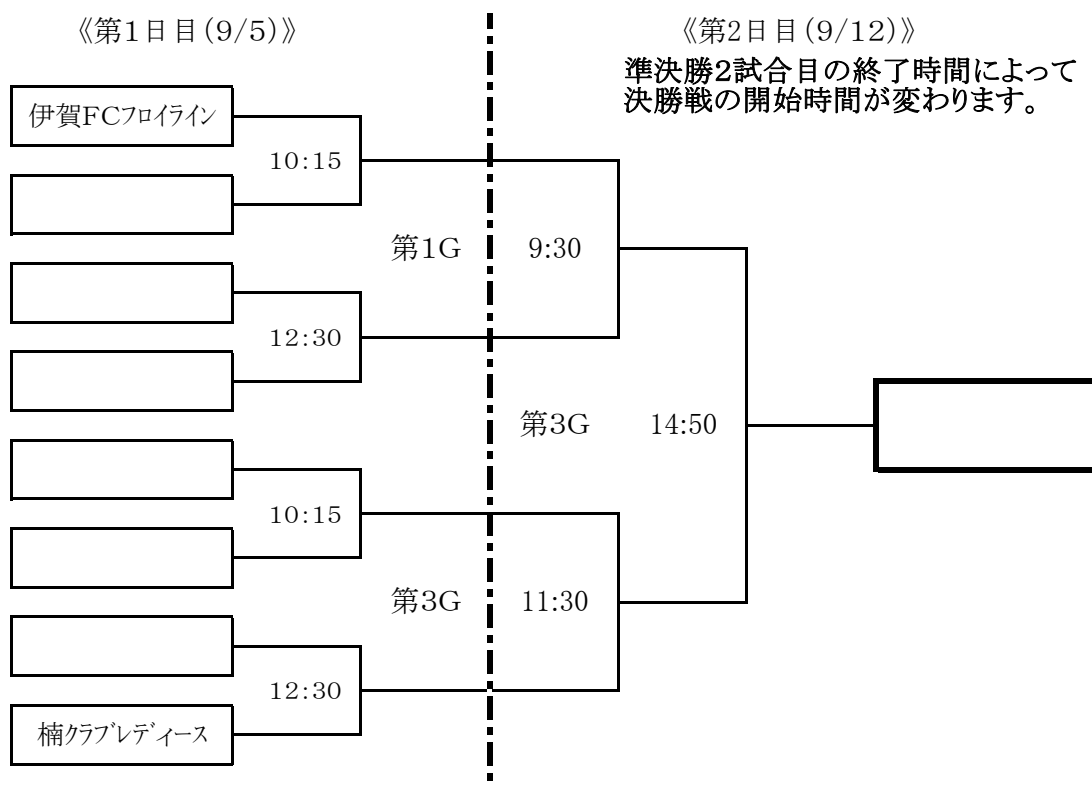 《第1日目(9/5)》
《第2日目(9/12)》
準決勝2試合目の終了時間によって
決勝戦の開始時間が変わります。
伊賀FCフロイライン
10:15
第1G
9:30
12:30
第3G
14:50
10:15
第3G
11:30
12:30
楠クラブレディース